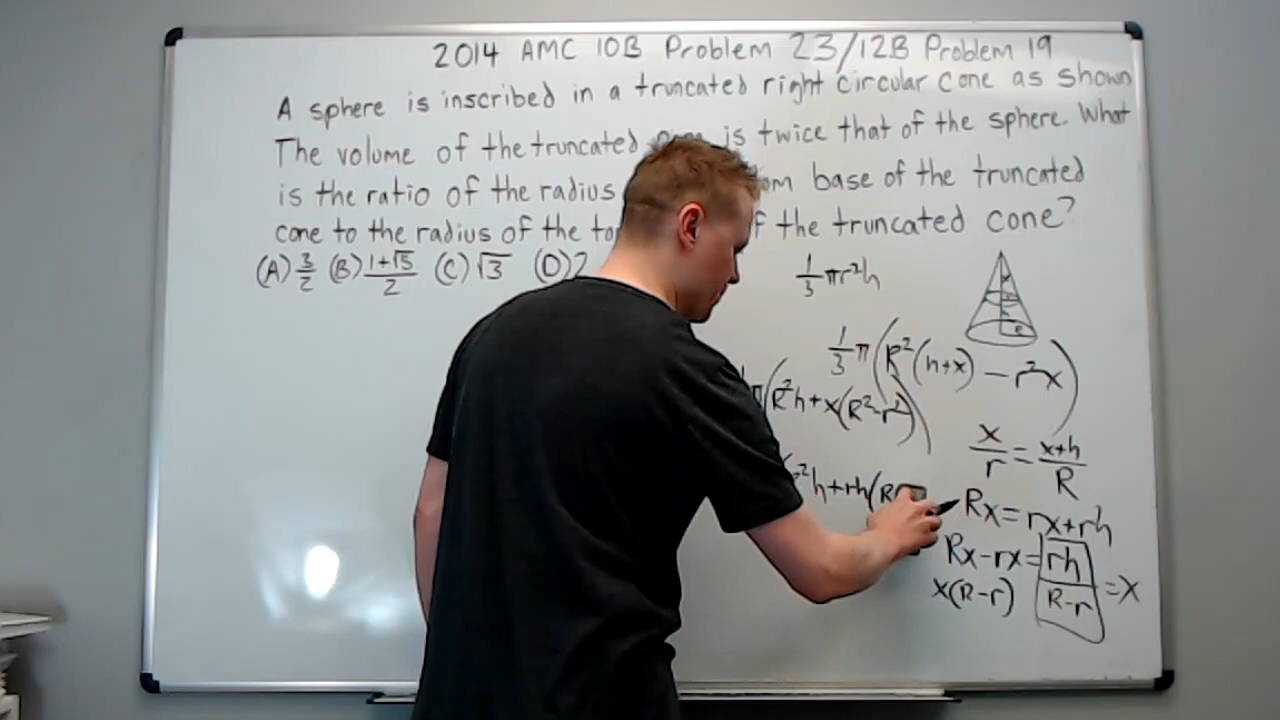 2014 AMC 10B Problem 23/12B Problem 19
A sphere is inscribed in a truncated right circular cone as shown
The volume of the truncated is twice that of the sphere. What
is the ratio of the radius base of the truncated
cone to the radius of the the truncated cone?
(A) 3/2 (B) (1+√5)/2 (C) √3 (D) 2
1/3 πr²h
1/3 π(R²(h+x) - r²x)
π(R²h+x(R²-r²))
x/r = (x+h)/R
²h+rh(R
Rx=rx+rh
Rx-rx=rh
x(R-r) R-r =x